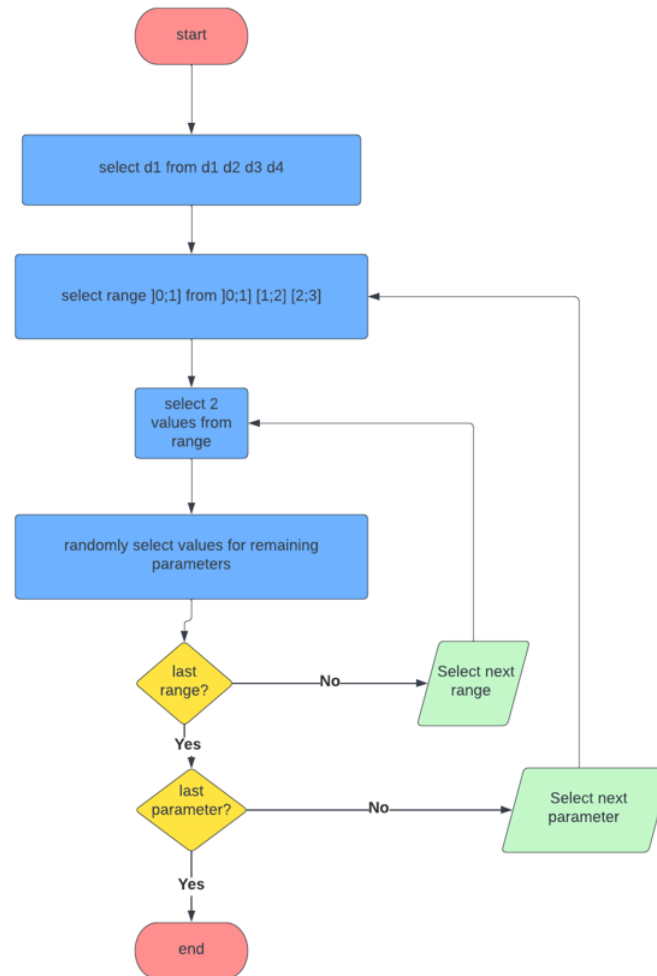 start
select d1 from d1 d2 d3 d4
select range ]0;1] from ]0;1] [1;2] [2;3]
select 2
values from
range
randomly select values for remaining
parameters
last
range?
No
Select next
range
Yes
last
parameter?
No
Select next
parameter
Yes
end